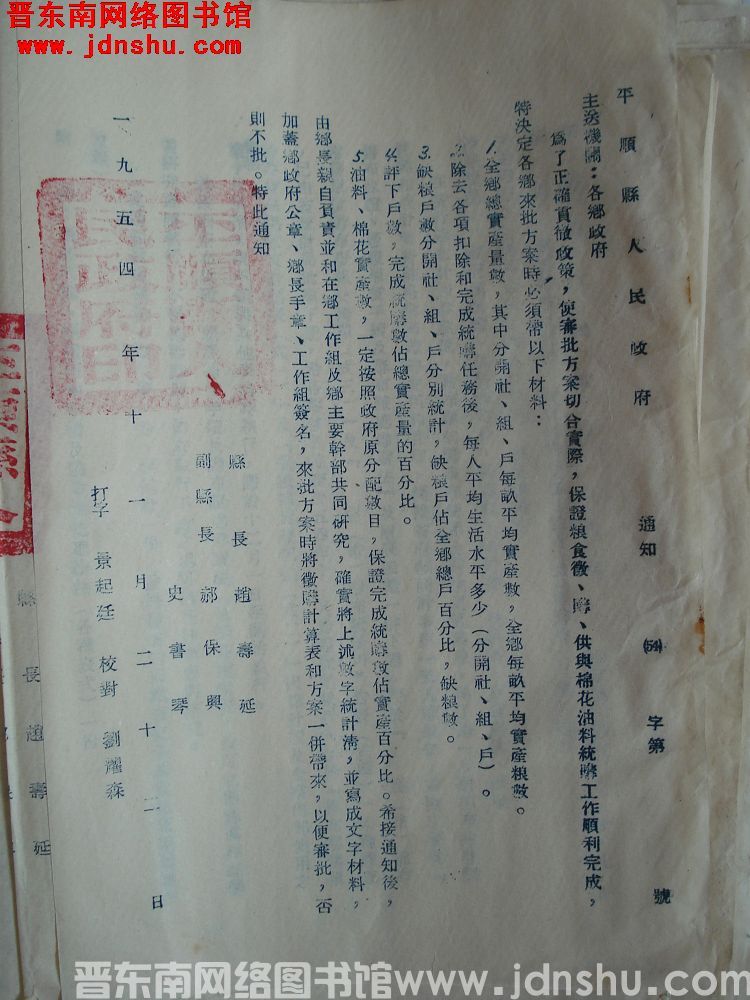 晋东南网络图书馆
www.jdnshu.com
平順縣人民政府 通知 (54) 字第 號
主送機關:各鄉政府
為了正確貫徹政策,便審批方案切合實際,保證粮食徵、購、供與棉花油料統購工作順利完成,
特決定各鄉來批方案時必須帶以下材料:
1.全鄉總實產量數,其中分開社、組、戶每畝平均實產數,全鄉每畝平均實產粮數。
2.除去各項扣除和完成統購任務後,每人平均生活水平多少(分開社、組、戶)。
3.缺粮戶數分開社、組、戶分別統計,缺粮戶佔全鄉總戶百分比,缺粮數。
4.評下戶數,完成統購數佔總實產量的百分比。
5.油料、棉花實產數,一定按照政府原分配數目,保證完成統購數佔實產百分比。希接通知後,
由鄉長親自負責並和在鄉工作組及鄉主要幹部共同研究,確實將上述数字統計清,並寫成文字材料,
加蓋鄉政府公章、鄉長手章、工作組簽名,來批方案時將徵購計算表和方案一併帶來,以便審批,否
則不批。特此通知
縣長趙壽延
副縣長郝保興
史書琴
一九五四年十一月二十二日
打字 景起廷 校對 劉耀森
縣長趙壽延
晋东南网络图书馆www.jdnshu.com